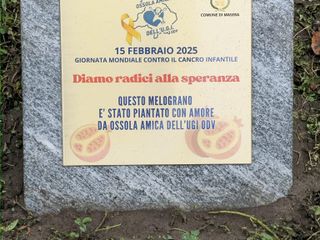 OSSOLA AMICA
DELL'U.G.I. ODV
COMUNE DI MASERA
15 FEBBRAIO 2025
GIORNATA MONDIALE CONTRO IL CANCRO INFANTILE
Diamo radici alla speranza
QUESTO MELOGRANO
E' STATO PIANTATO CON AMORE
DA OSSOLA AMICA DELL'UGI ODV